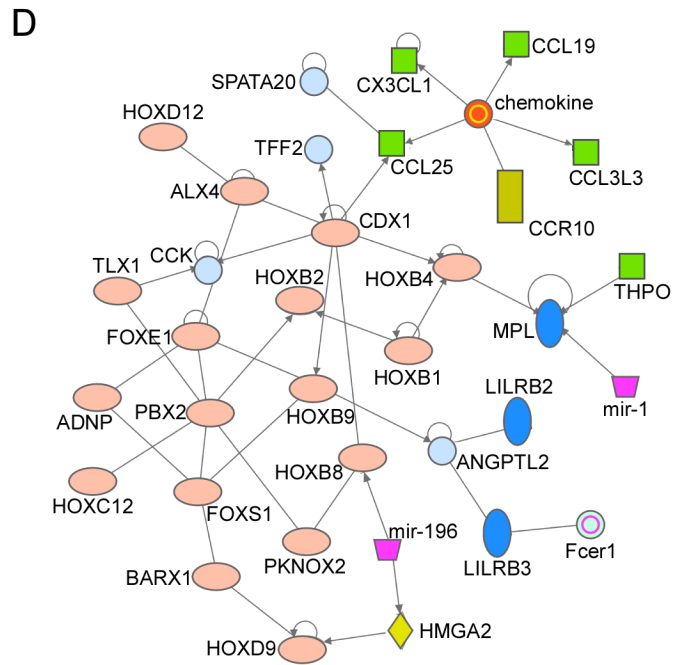 D
CCL19
CX3CL1
SPATA20
chemokine
HOXD12
TFF2
CCL25
CCL3L3
ALX4
CCR10
CDX1
CCK
TLX1
HOXB2
HOXB4
THPO
FOXE1
MPL
HOXB1
LILRB2
mir-1
ADNP
PBX2
HOXB9
ANGPTL2
HOXB8
HOXC12
FOXS1
mir-196
Fcer1
PKNOX2
LILRB3
BARX1
HMGA2
HOXD9